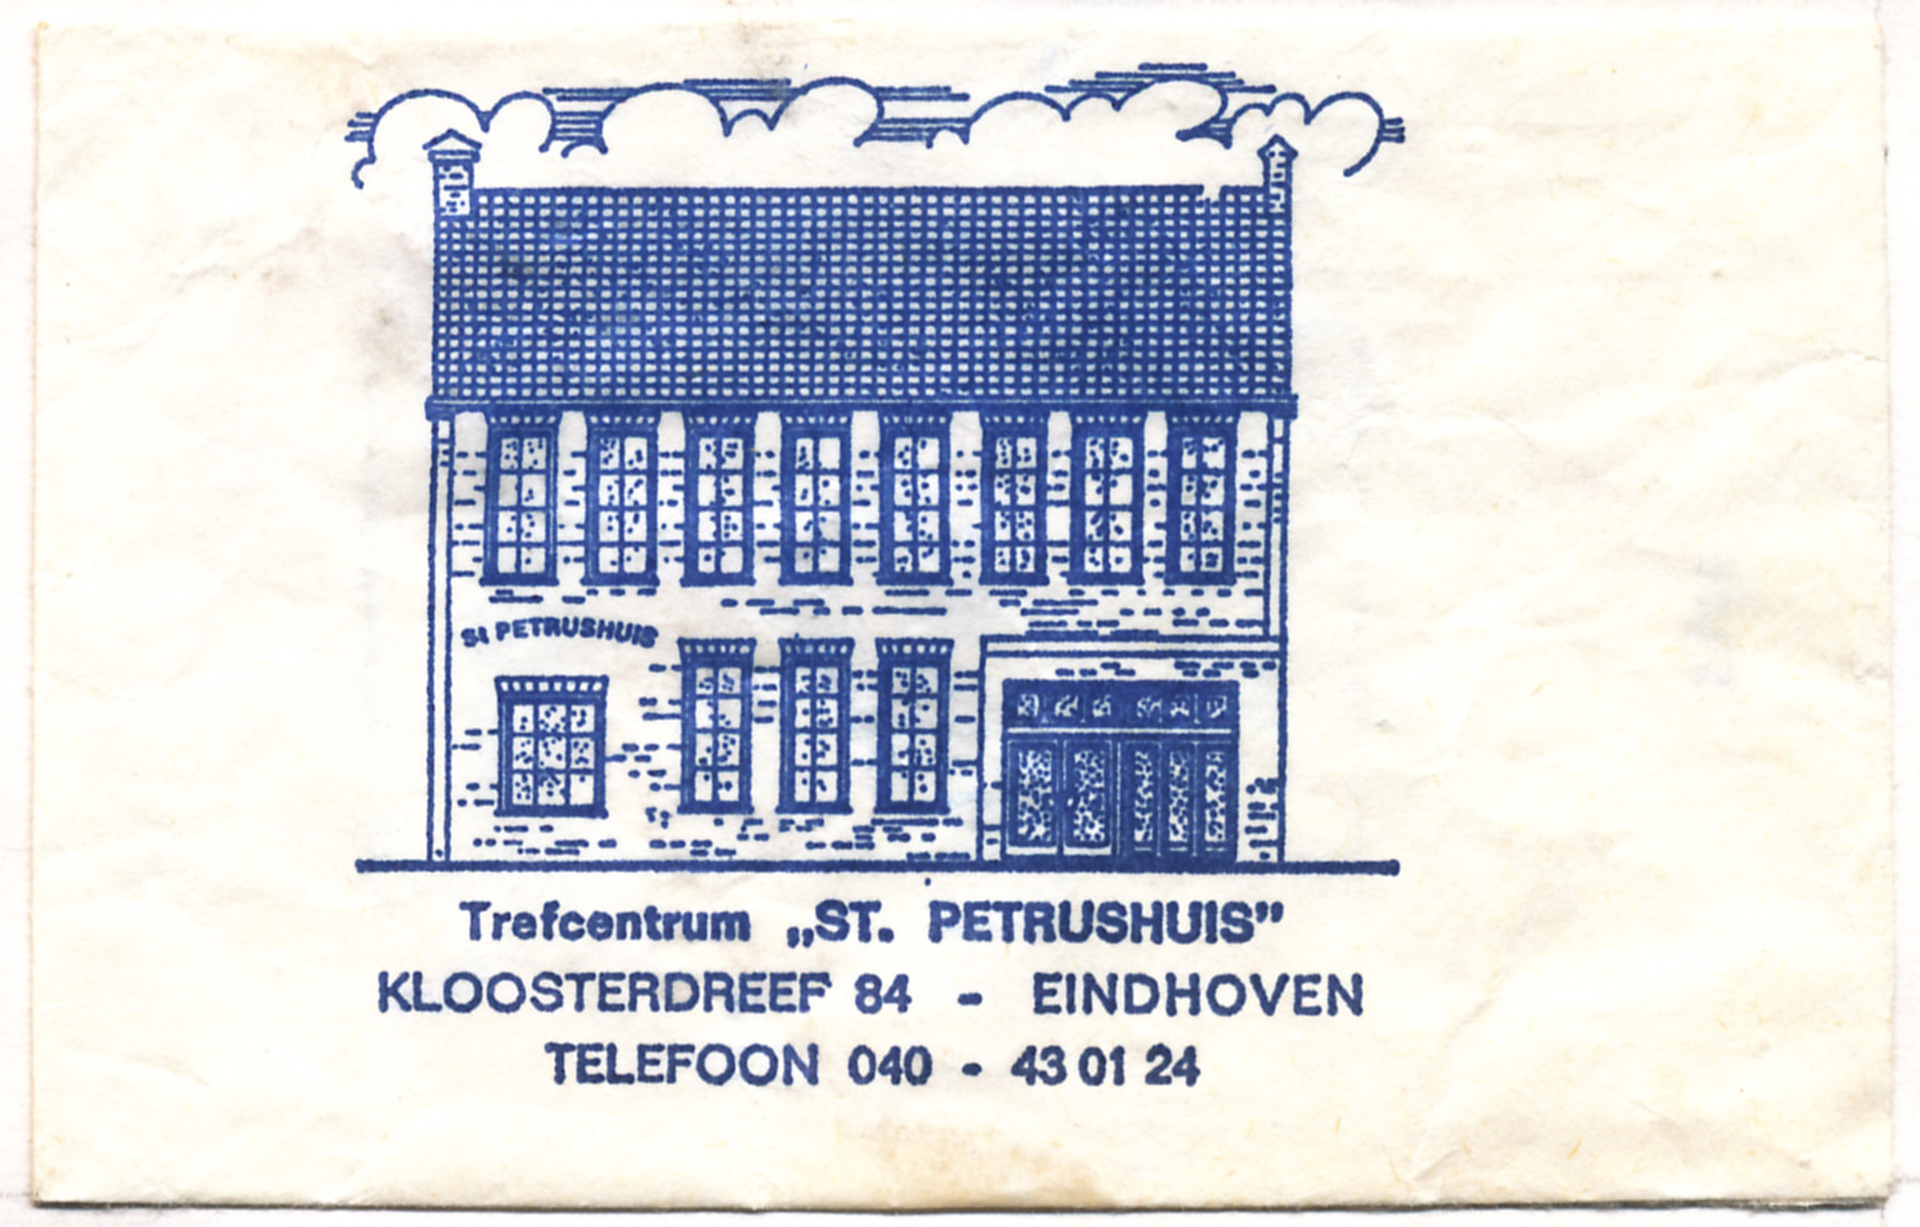 St PETRUSHUIS
Trefcentrum „ST. PETRUSHUIS”
KLOOSTERDREEF 84 - EINDHOVEN
TELEFOON 040 - 43 01 24